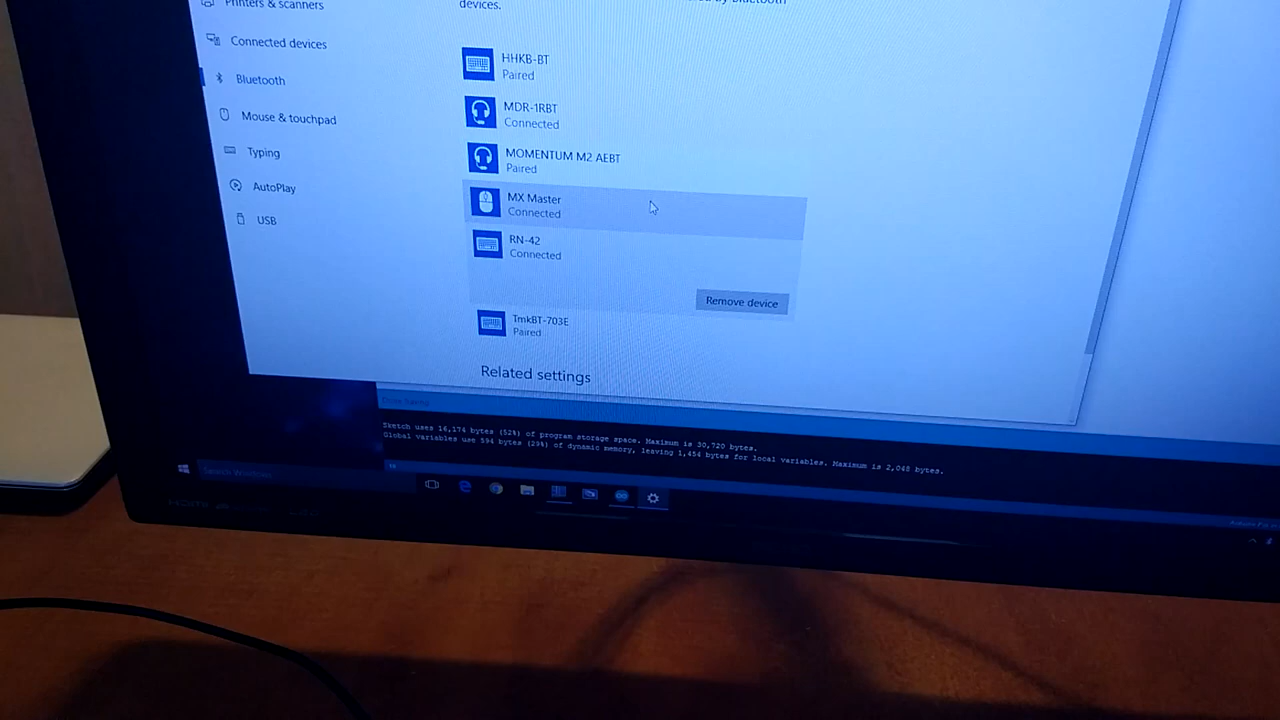 Printers & scanners
Connected devices
Bluetooth
Mouse & touchpad
Typing
AutoPlay
USB
devices.
HHKB-BT
Paired
MDR-1RBT
Connected
MOMENTUM M2 AEBT
Paired
MX Master
Connected
RN-42
Connected
Remove device
TmkBT-703E
Paired
Related settings
Sketch uses 16,174 bytes (52%) of program storage space. Maximum is 30,720 bytes.
Global variables use 594 bytes (29%) of dynamic memory, leaving 1,454 bytes for local variables. Maximum is 2,048 bytes.
Search Windows